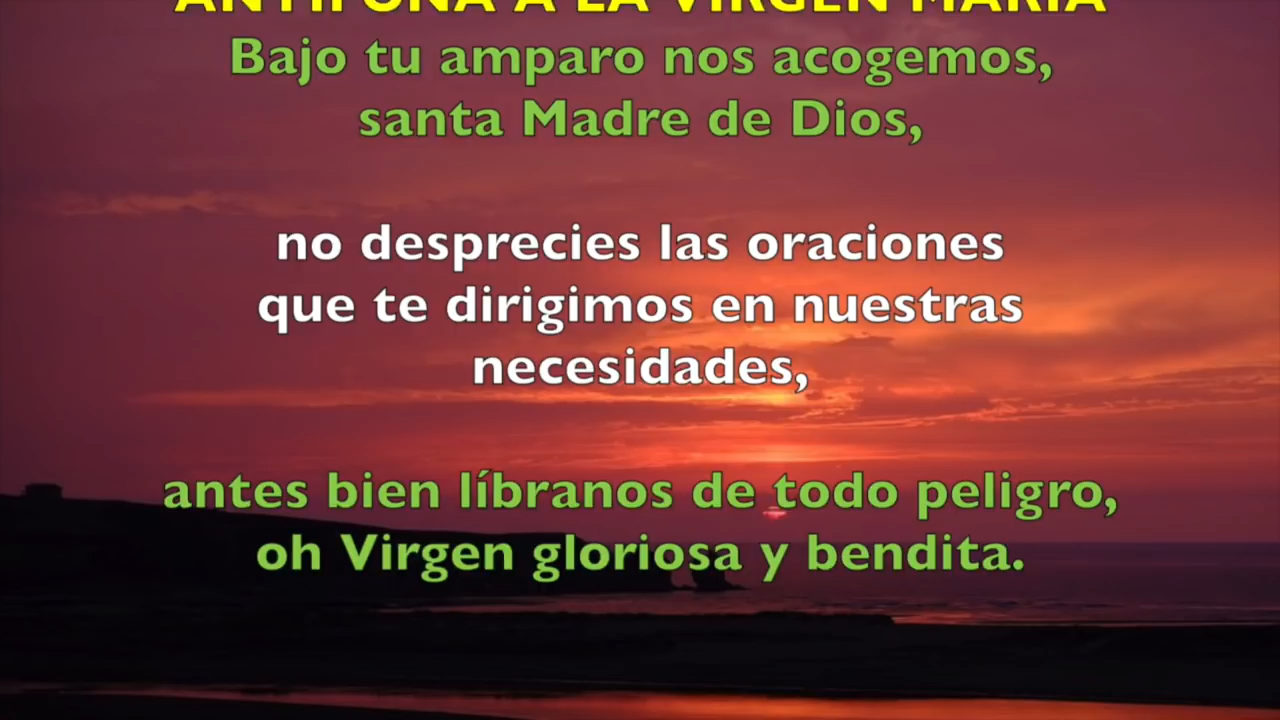 ANTÍFONA A LA VIRGEN MARÍA
Bajo tu amparo nos acogemos,
santa Madre de Dios,
no desprecies las oraciones
que te dirigimos en nuestras
necesidades,
antes bien líbranos de todo peligro,
oh Virgen gloriosa y bendita.